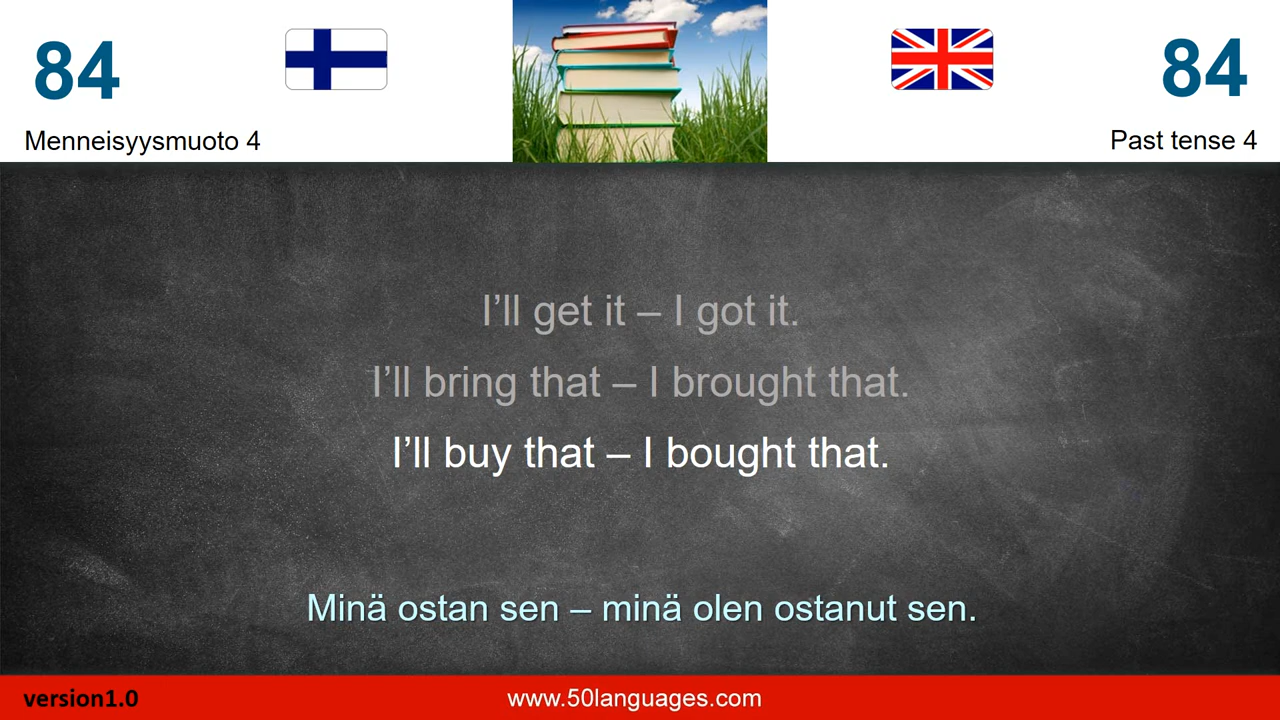 84
84
Menneisyysmuoto 4
Past tense 4
I’ll get it – I got it.
I’ll bring that – I brought that.
I’ll buy that – I bought that.
Minä ostan sen – minä olen ostanut sen.
version1.0
www.50languages.com